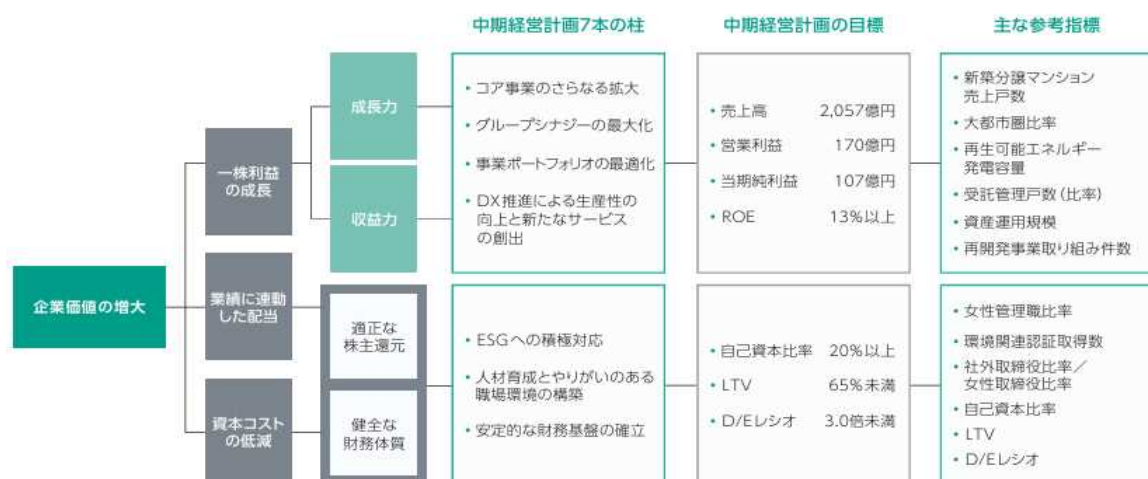 中期経営計画7本の柱
中期経営計画の目標
主な参考指標
企業価値の増大
一株利益
の成長
業績に連動
した配当
資本コスト
の低減
成長力
収益力
適正な
株主還元
健全な
財務体質
• コア事業のさらなる拡大
• グループシナジーの最大化
• 事業ポートフォリオの最適化
• DX推進による生産性の
向上と新たなサービス
の創出
• 売上高 2,057億円
• 営業利益 170億円
• 当期純利益 107億円
• ROE 13%以上
• 新築分譲マンション
売上戸数
• 大都市圏比率
• 再生可能エネルギー
発電容量
• 受託管理戸数(比率)
• 資産運用規模
• 再開発事業取り組み件数
• ESGへの積極対応
• 人材育成とやりがいのある
職場環境の構築
• 安定的な財務基盤の確立
• 自己資本比率 20%以上
• LTV 65%未満
• D/Eレシオ 3.0倍未満
• 女性管理職比率
• 環境関連認証取得数
• 社外取締役比率/
女性取締役比率
• 自己資本比率
• LTV
• D/Eレシオ